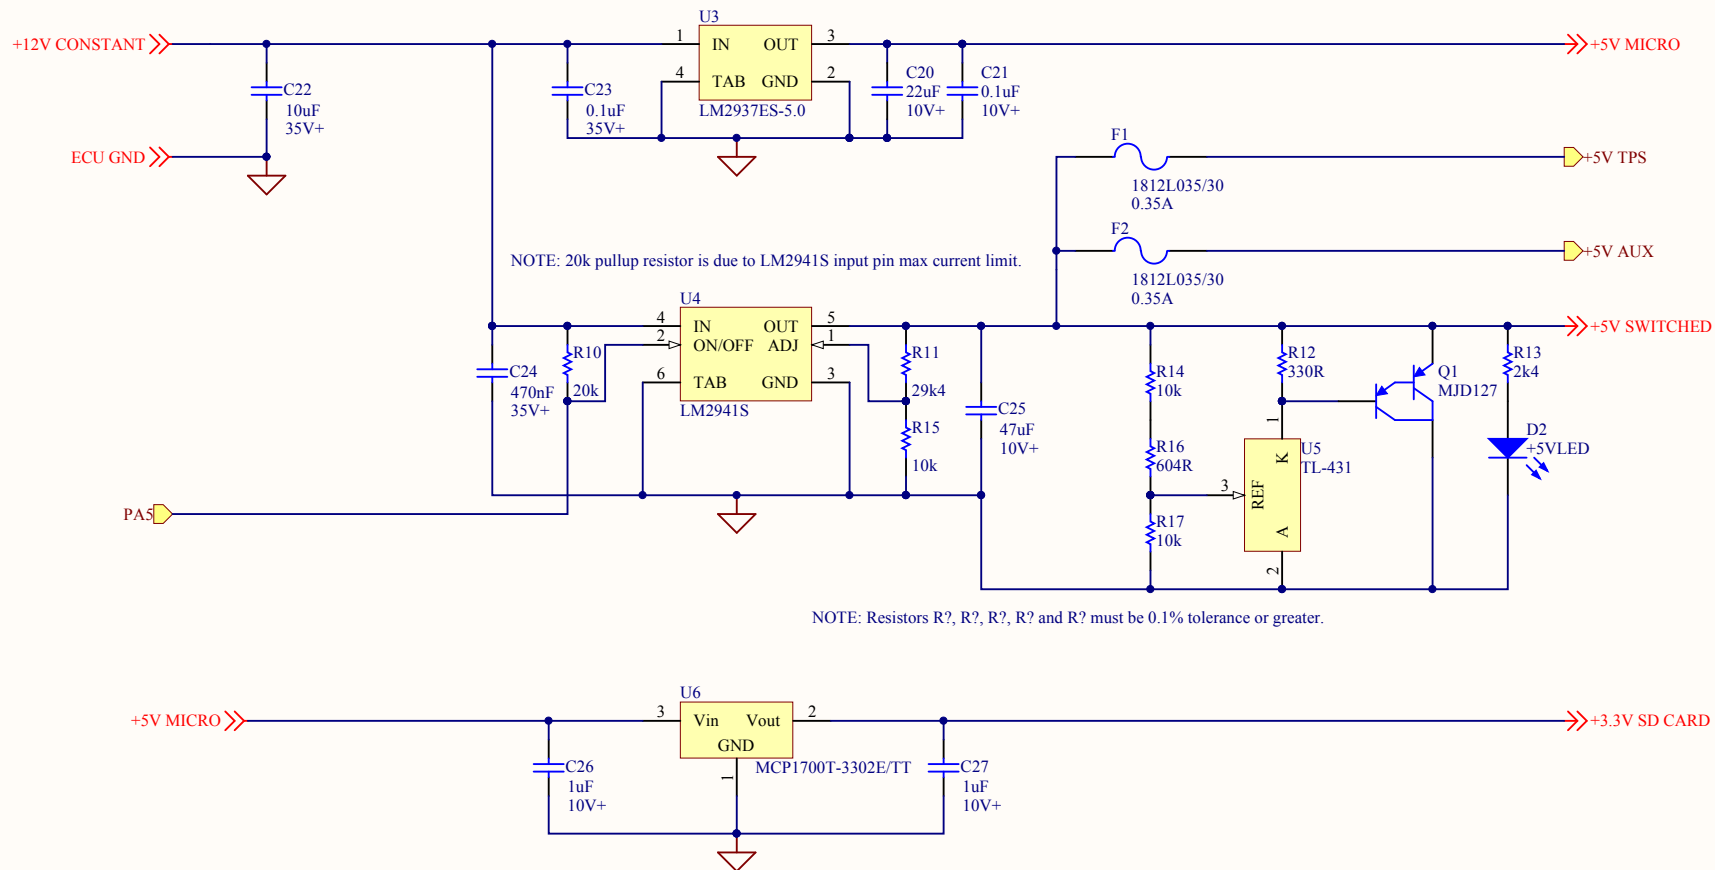 U3
+12V CONSTANT
1
IN
OUT
3
+5V MICRO
4
TAB
GND
2
LM2937ES-5.0
C22
10uF
35V+
C23
0.1uF
35V+
C20
22uF
10V+
C21
0.1uF
10V+
ECU GND
F1
1812L035/30
0.35A
+5V TPS
F2
1812L035/30
0.35A
+5V AUX
NOTE: 20k pullup resistor is due to LM2941S input pin max current limit.
U4
4
IN
OUT
5
+5V SWITCHED
2
ON/OFF
ADJ
1
6
TAB
GND
3
LM2941S
C24
470nF
35V+
R10
20k
R11
29k4
R15
10k
C25
47uF
10V+
R14
10k
R16
604R
R17
10k
R12
330R
Q1
MJD127
R13
2k4
D2
+5VLED
1
K
U5
TL-431
3
REF
A
2
PA5
NOTE: Resistors R?, R?, R?, R? and R? must be 0.1% tolerance or greater.
U6
+5V MICRO
3
Vin
Vout
2
GND
1
MCP1700T-3302E/TT
+3.3V SD CARD
C26
1uF
10V+
C27
1uF
10V+